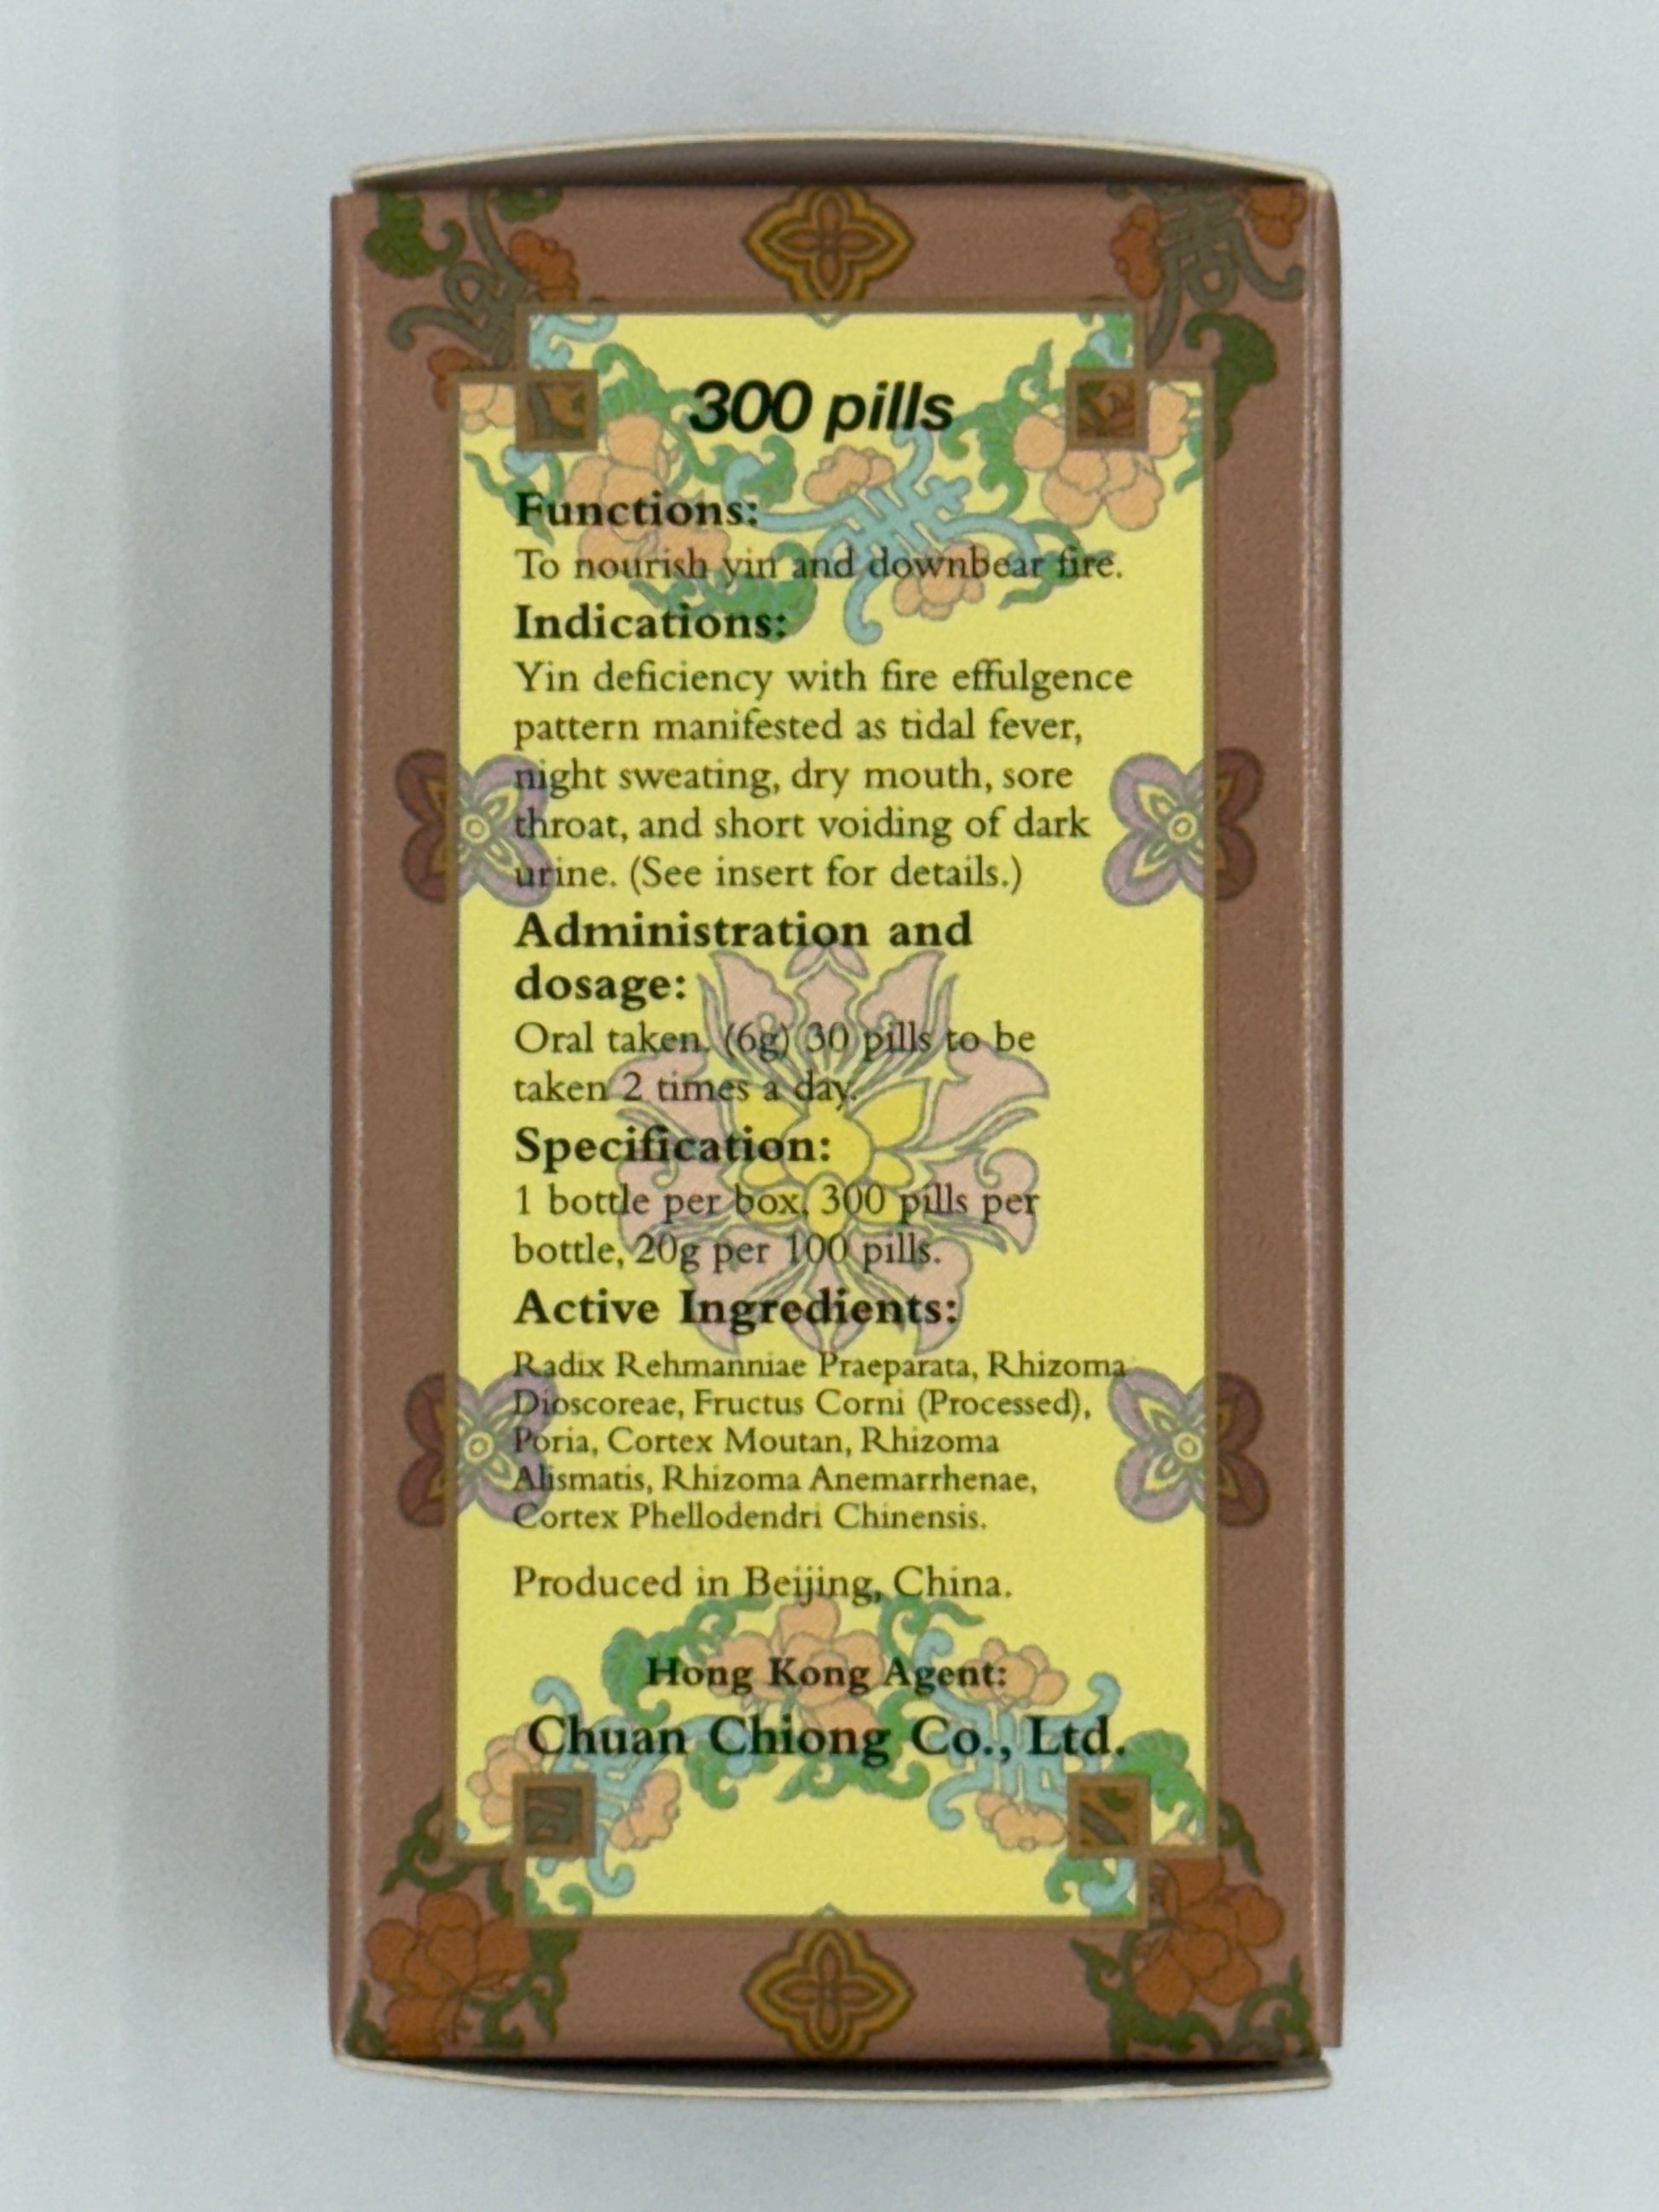 300 pills
Functions:
To nourish yin and downbear fire.
Indications:
Yin deficiency with fire effulgence
pattern manifested as tidal fever,
night sweating, dry mouth, sore
throat, and short voiding of dark
urine. (See insert for details.)
Administration and
dosage:
Oral taken. (6g) 30 pills to be
taken 2 times a day.
Specification:
1 bottle per box, 300 pills per
bottle, 20g per 100 pills.
Active Ingredients:
Radix Rehmanniae Praeparata, Rhizoma
Dioscoreae, Fructus Corni (Processed),
Poria, Cortex Moutan, Rhizoma
Alismatis, Rhizoma Anemarrhenae,
Cortex Phellodendri Chinensis.
Produced in Beijing, China.
Hong Kong Agent:
Chuan Chiong Co., Ltd.